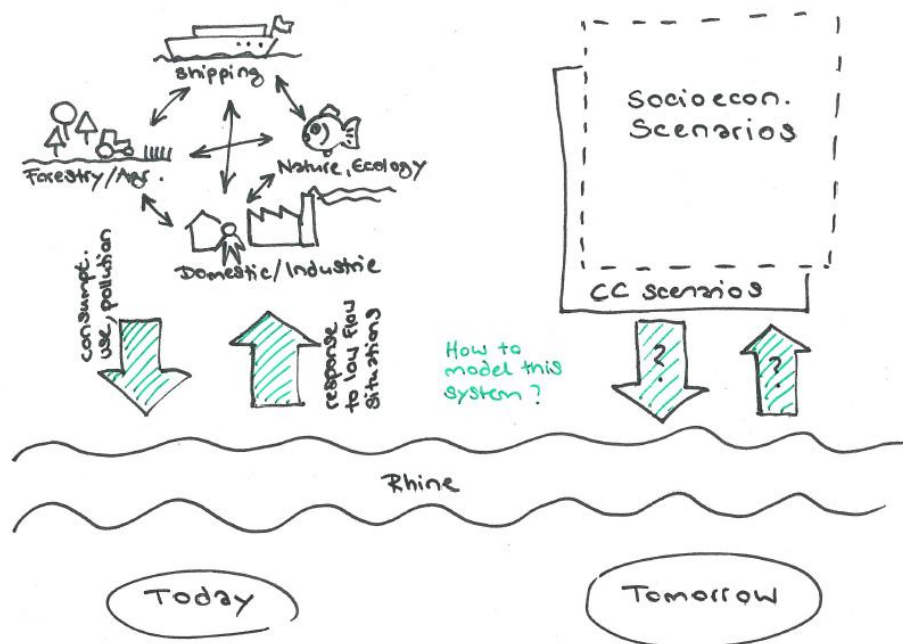 Shipping
Forestry/Agr.
Nature, Ecology
Domestic/Industrie
consumpt.
use, pollution
response
to low flow
situations
How to
model this
system?
Socioecon.
Scenarios
CC scenarios
?
?
Rhine
Today
Tomorrow